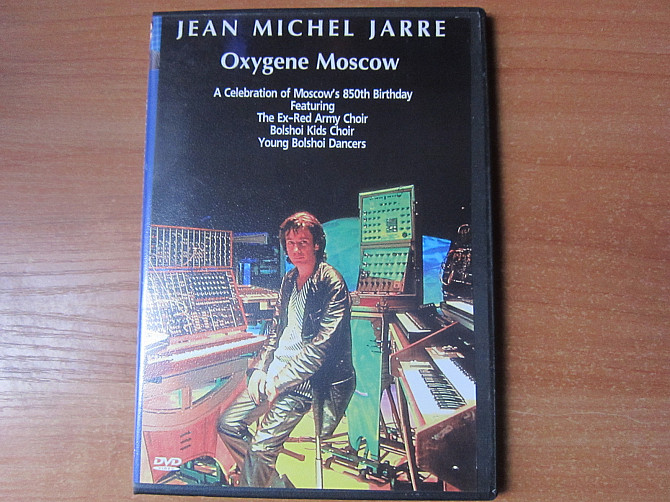 JEAN MICHEL JARRE
Oxygene Moscow
A Celebration of Moscow's 850th Birthday
Featuring
The Ex-Red Army Choir
Bolshoi Kids Choir
Young Bolshoi Dancers
DVD
VIDEO